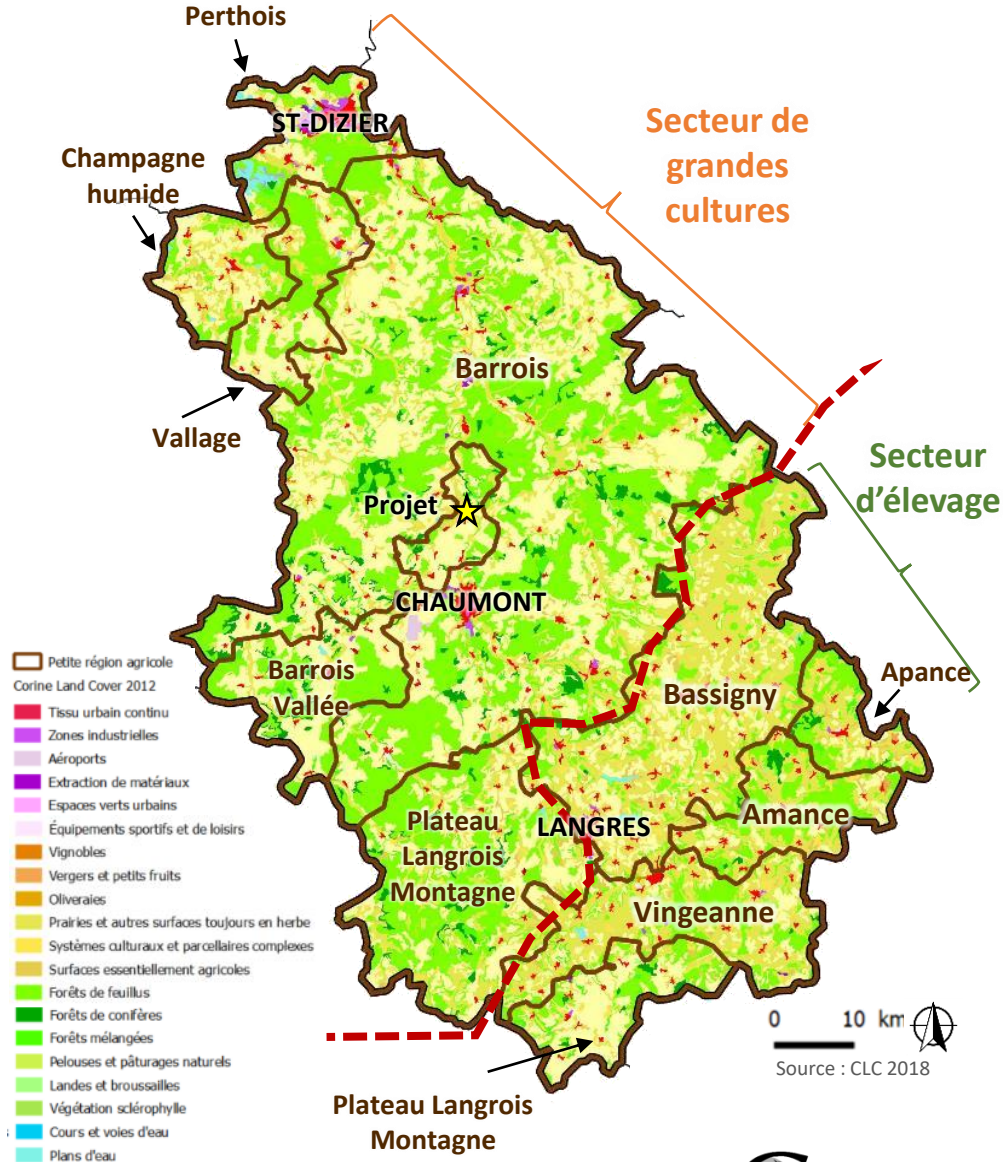 Perthois
ST-DIZIER
Secteur de
grandes
cultures
Champagne
humide
Barrois
Vallage
Secteur
d'élevage
Projet
CHAUMONT
Barrois
Vallée
Bassigny
Apance
Petite région agricole
Corine Land Cover 2012
Tissu urbain continu
Zones industrielles
Aéroports
Extraction de matériaux
Espaces verts urbains
Équipements sportifs et de loisirs
Vignobles
Vergers et petits fruits
Oliveraies
Prairies et autres surfaces toujours en herbe
Systèmes culturaux et parcellaires complexes
Surfaces essentiellement agricoles
Forêts de feuillus
Forêts de conifères
Forêts mélangées
Pelouses et pâturages naturels
Landes et broussailles
Végétation sclérophylle
Cours et voies d'eau
Plans d'eau
Plateau
Langrois
Montagne
LANGRES
Amance
Vingeanne
0 10 km
Source : CLC 2018
Plateau Langrois
Montagne